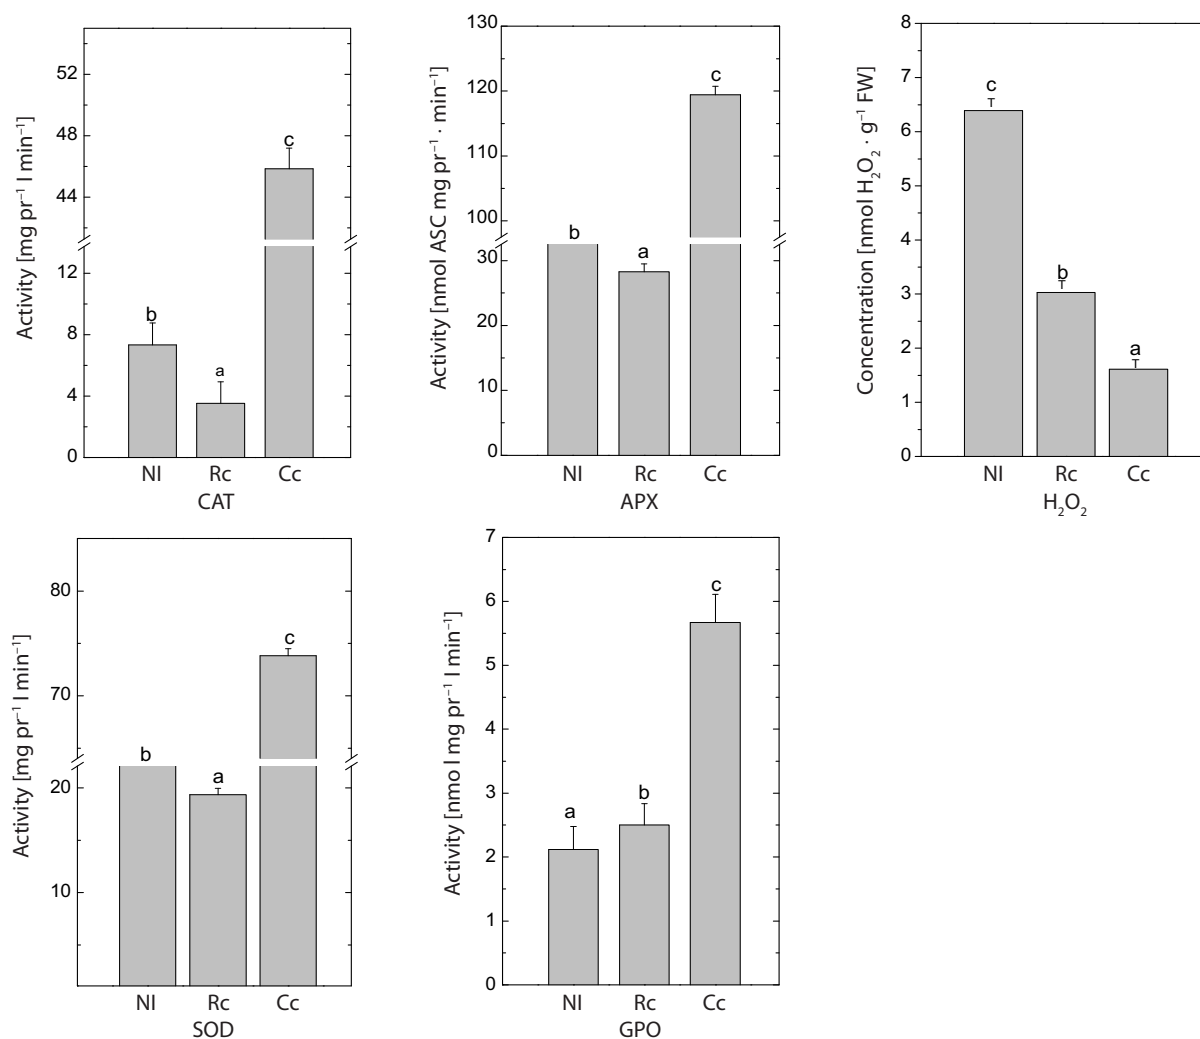 Activity [mg pr⁻¹ l min⁻¹]
52
48
44
12
8
4
0
b
a
c
NI Rc Cc
CAT
Activity [nmol ASC mg pr⁻¹ · min⁻¹]
130
120
110
100
30
20
10
0
b
a
c
NI Rc Cc
APX
Concentration [nmol H₂O₂ · g⁻¹ FW]
8
7
6
5
4
3
2
1
0
c
b
a
NI Rc Cc
H₂O₂
Activity [mg pr⁻¹ l min⁻¹]
80
70
20
10
b
a
c
NI Rc Cc
SOD
Activity [nmo l mg pr⁻¹ l min⁻¹]
7
6
5
4
3
2
1
0
a
b
c
NI Rc Cc
GPO